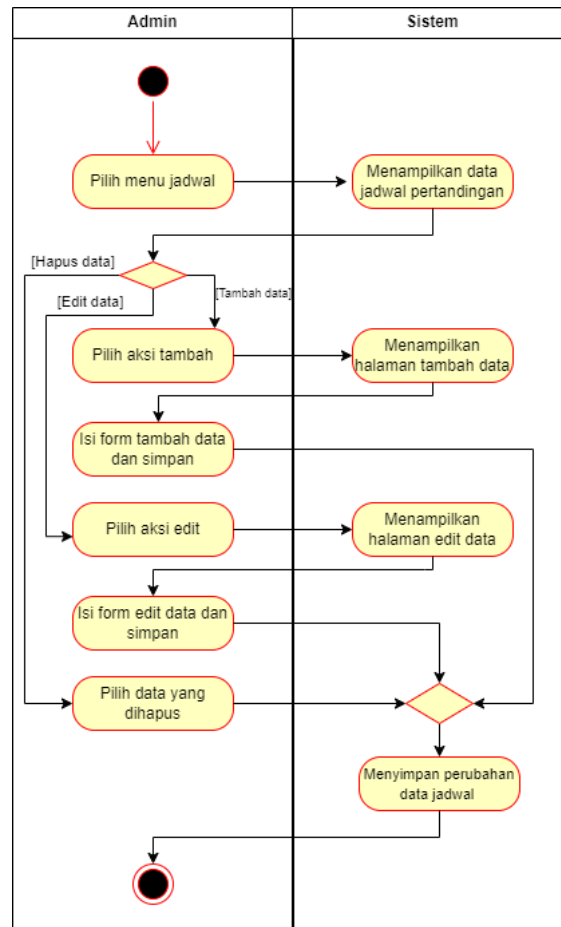 Admin
Sistem
Pilih menu jadwal
Menampilkan data
jadwal pertandingan
[Hapus data]
[Edit data]
[Tambah data]
Pilih aksi tambah
Menampilkan
halaman tambah data
Isi form tambah data
dan simpan
Pilih aksi edit
Menampilkan
halaman edit data
Isi form edit data dan
simpan
Pilih data yang
dihapus
Menyimpan perubahan
data jadwal